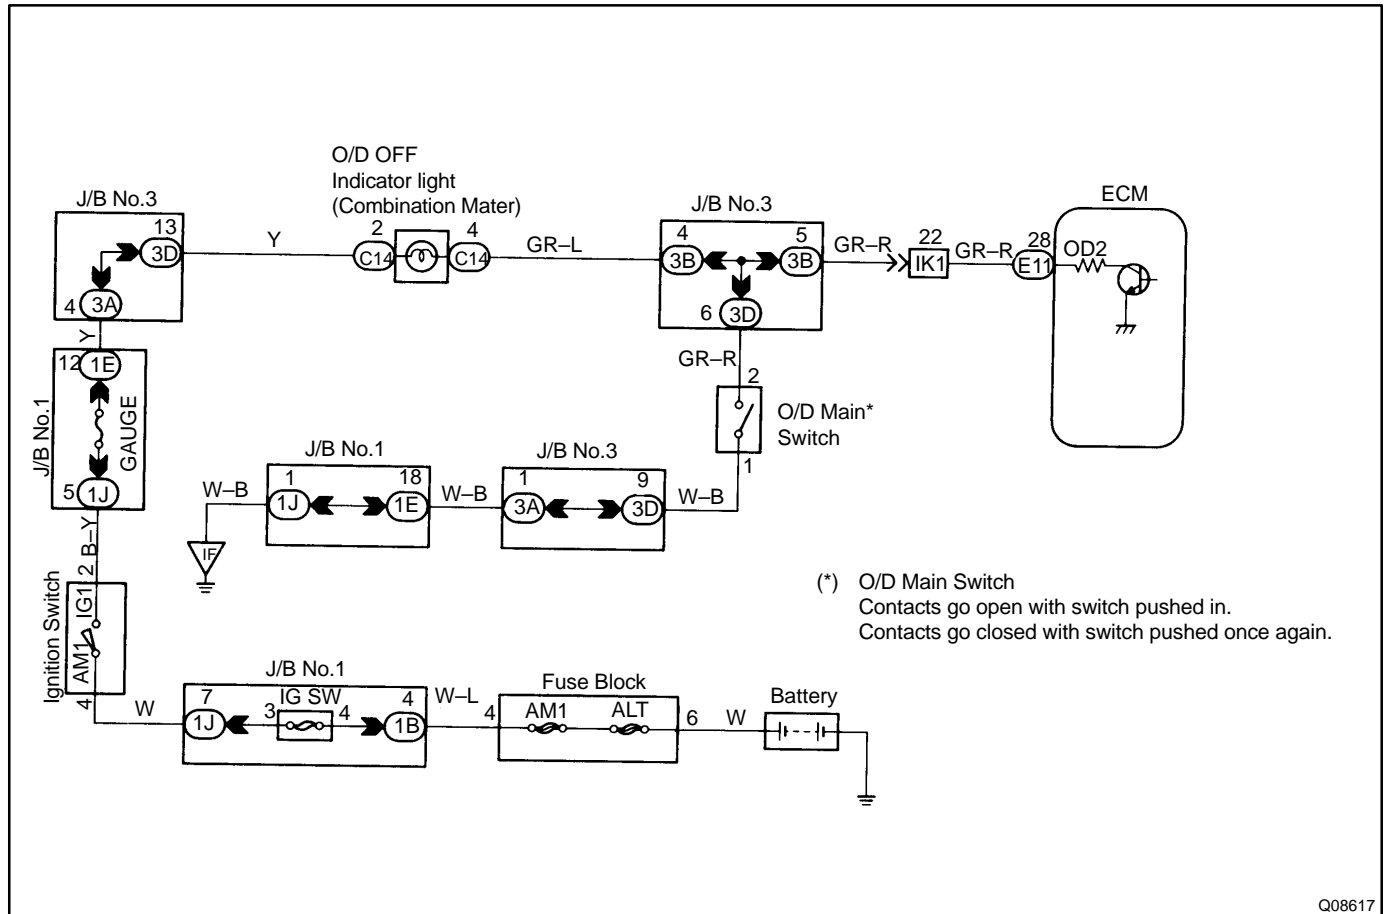 O/D OFF
Indicator light
(Combination Mater)
J/B No.3
13
3D
4
3A
Y
2
C14
4
C14
GR–L
J/B No.3
4
3B
5
3B
6
3D
GR–R
22
IK1
GR–R
28
E11
ECM
OD2
Y
12
1E
J/B No.1
GAUGE
5
1J
B–Y
GR–R
2
O/D Main*
Switch
1
J/B No.1
1
1J
18
1E
W–B
IF
W–B
J/B No.3
1
3A
9
3D
W–B
(*) O/D Main Switch
Contacts go open with switch pushed in.
Contacts go closed with switch pushed once again.
Ignition Switch
2
IG1
AM1
4
W
J/B No.1
7
1J
IG SW
3
4
4
1B
W–L
Fuse Block
4
AM1
ALT
6
W
Battery
Q08617